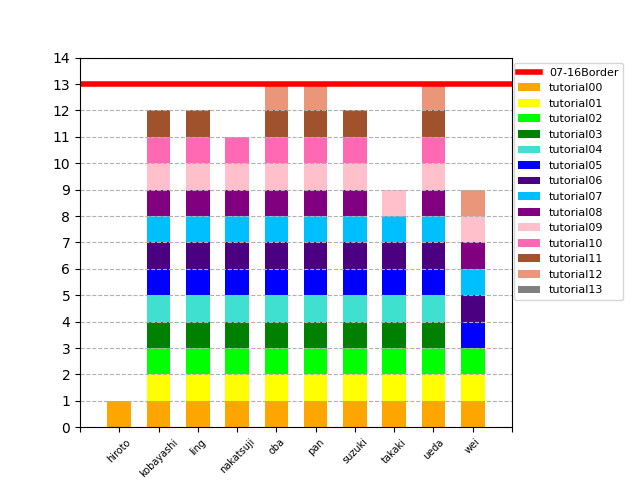 14
13
12
11
10
9
8
7
6
5
4
3
2
1
0
hiroto
kobayashi
ling
nakatsuji
oba
pan
suzuki
takaki
ueda
wei
07-16Border
tutorial00
tutorial01
tutorial02
tutorial03
tutorial04
tutorial05
tutorial06
tutorial07
tutorial08
tutorial09
tutorial10
tutorial11
tutorial12
tutorial13